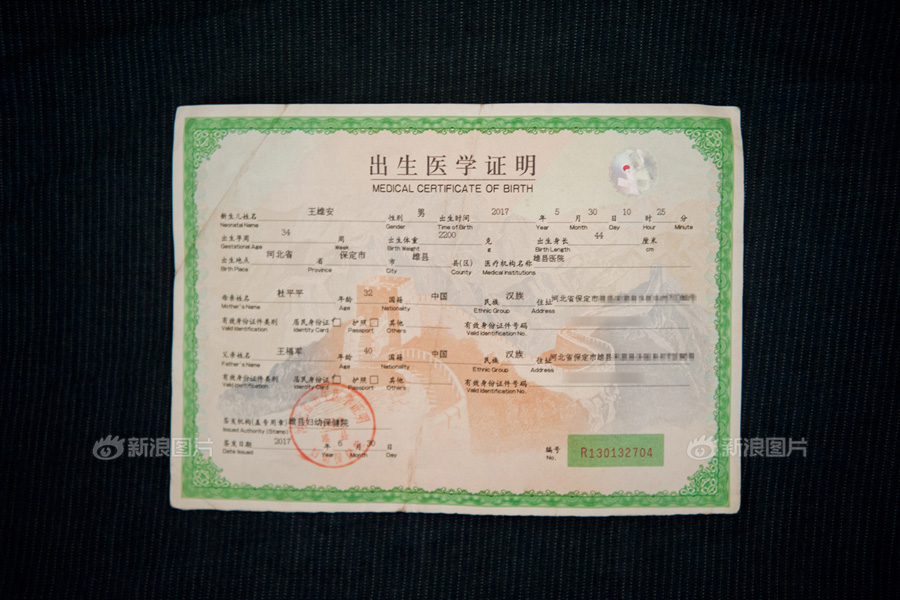 出生医学证明
MEDICAL CERTIFICATE OF BIRTH
新生儿姓名 王雄安 性别 男 出生时间 2017 年 5 月 30 日 10 时 25 分
Neonatal Name Gender Time of Birth Year Month Day Hour Minute
出生孕周 34 周 出生体重 2200 克 出生身长 44 厘米
Gestational Age Week Birth Weight g Birth Length cm
出生地点 河北省 省 保定市 市 雄县 县(区) 医疗机构名称 雄县医院
Birth Place Province City County Medical Institutions
母亲姓名 杜平平 年龄 32 国籍 中国 民族 汉族 住址 河北省保定市
Mother's Name Age Nationality Ethnic Group Address
有效身份证件类别 居民身份证 护照 其他 有效身份证件号码
Valid Identification Identity Card Passport Others Valid Identification No.
父亲姓名 王福军 年龄 40 国籍 中国 民族 汉族 住址 河北省保定市雄县
Father's Name Age Nationality Ethnic Group Address
有效身份证件类别 居民身份证 护照 其他 有效身份证件号码
Valid Identification Identity Card Passport Others Valid Identification No.
签发机构(盖专用章) 雄县妇幼保健院
Issued Authority (Stamp)
签发日期 2017 年 6 月 30 日
Date Issued Year Month Day
编号 R130132704
No.
新浪图片 新浪图片